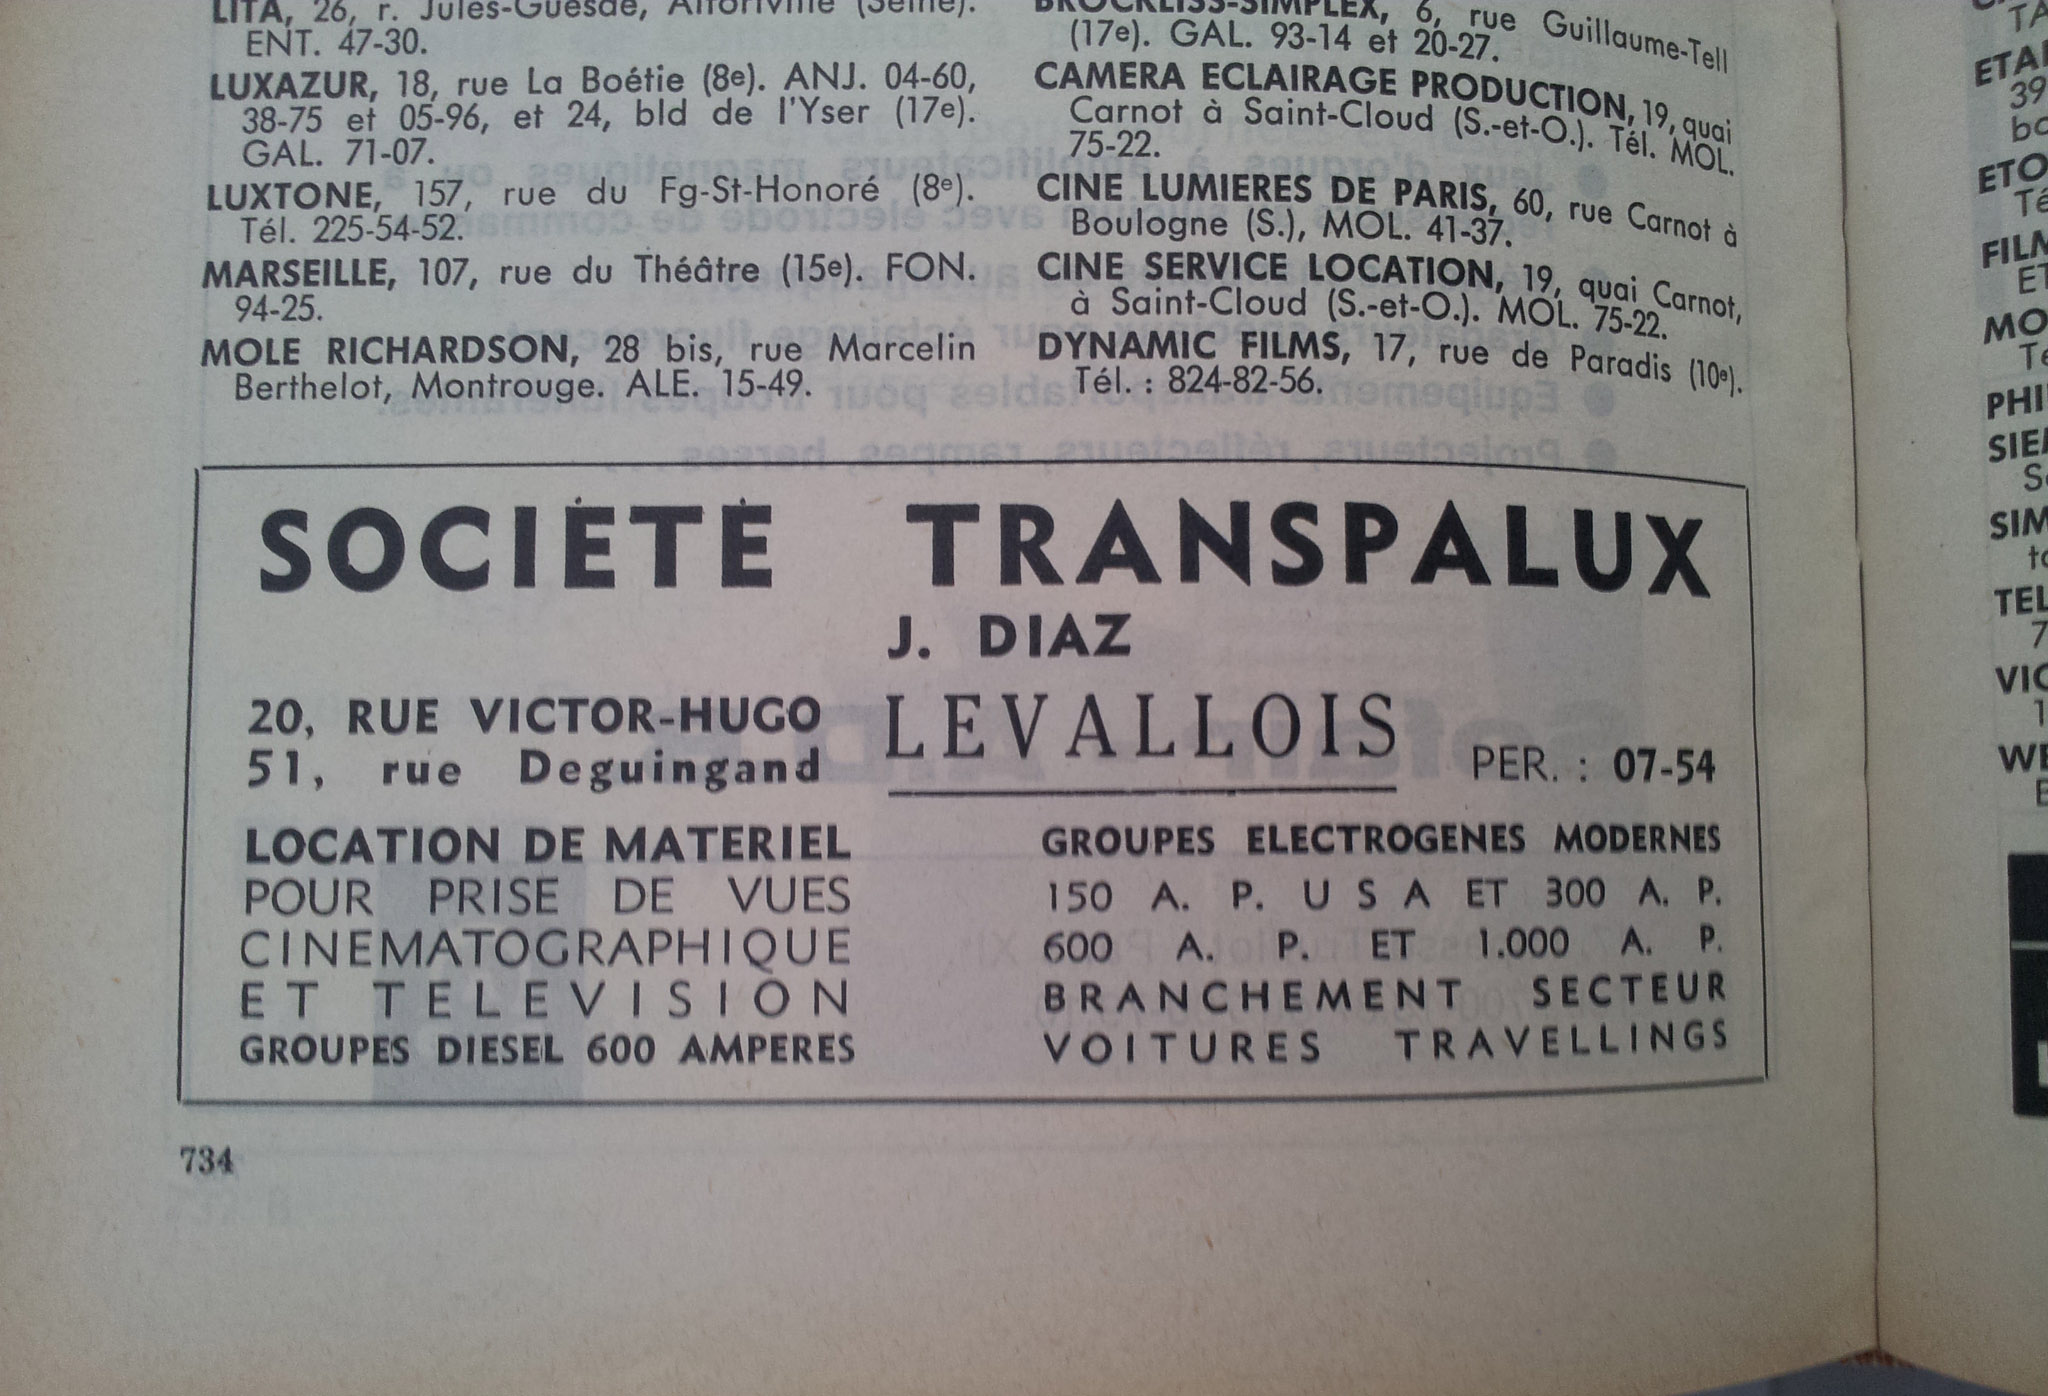 LITA, 26, r. Jules-Guesde, Alfortville (Seine).
ENT. 47-30.
LUXAZUR, 18, rue La Boétie (8e). ANJ. 04-60,
38-75 et 05-96, et 24, bld de l'Yser (17e).
GAL. 71-07.
LUXTONE, 157, rue du Fg-St-Honoré (8e).
Tél. 225-54-52.
MARSEILLE, 107, rue du Théâtre (15e). FON.
94-25.
MOLE RICHARDSON, 28 bis, rue Marcelin
Berthelot, Montrouge. ALE. 15-49.
BROCKLISS-SIMPLEX, 6, rue Guillaume-Tell
(17e). GAL. 93-14 et 20-27.
CAMERA ECLAIRAGE PRODUCTION, 19, quai
Carnot à Saint-Cloud (S.-et-O.). Tél. MOL.
75-22.
CINE LUMIERES DE PARIS, 60, rue Carnot à
Boulogne (S.), MOL. 41-37.
CINE SERVICE LOCATION, 19, quai Carnot,
à Saint-Cloud (S.-et-O.). MOL. 75-22.
DYNAMIC FILMS, 17, rue de Paradis (10e).
Tél. : 824-82-56.
SOCIÉTÉ TRANSPALUX
J. DIAZ
20, RUE VICTOR-HUGO
51, rue Deguingand
LEVALLOIS
PER. : 07-54
LOCATION DE MATERIEL
POUR PRISE DE VUES
CINEMATOGRAPHIQUE
ET TELEVISION
GROUPES DIESEL 600 AMPERES
GROUPES ELECTROGENES MODERNES
150 A. P. U S A ET 300 A. P.
600 A. P. ET 1.000 A. P.
BRANCHEMENT SECTEUR
VOITURES TRAVELLINGS
734